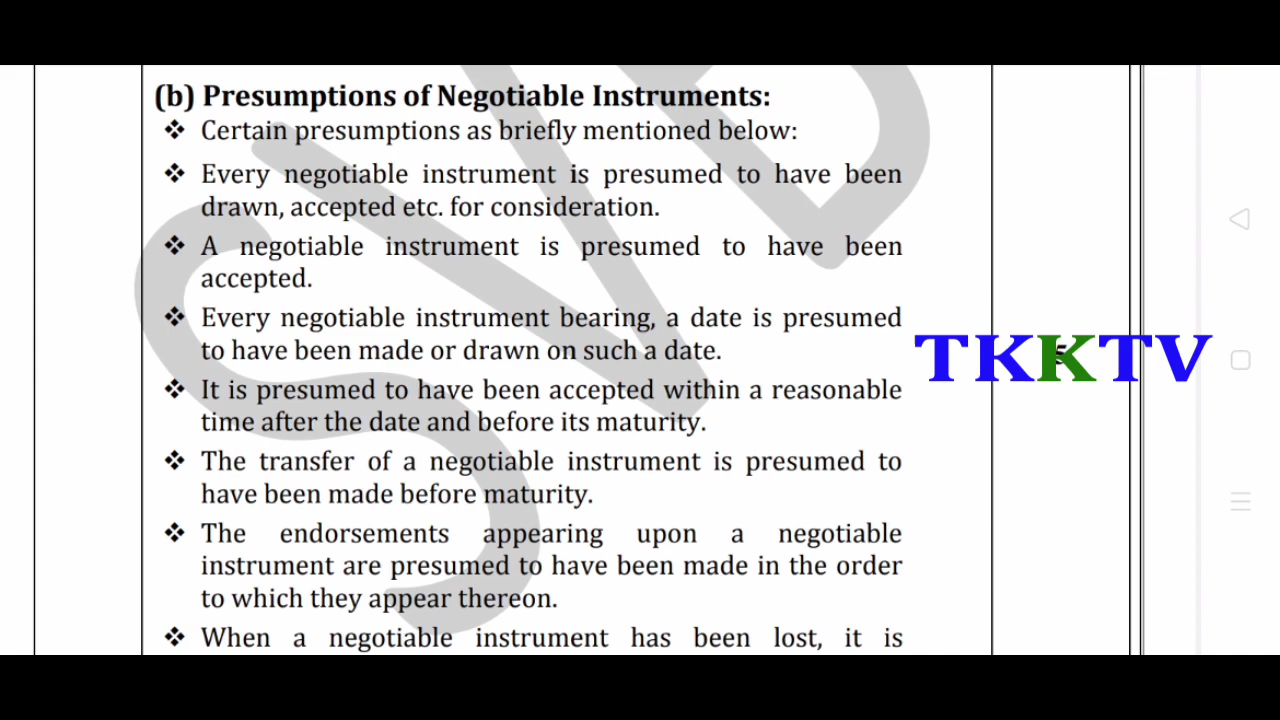 (b) Presumptions of Negotiable Instruments:
❖ Certain presumptions as briefly mentioned below:
❖ Every negotiable instrument is presumed to have been
drawn, accepted etc. for consideration.
❖ A negotiable instrument is presumed to have been
accepted.
❖ Every negotiable instrument bearing, a date is presumed
to have been made or drawn on such a date.
❖ It is presumed to have been accepted within a reasonable
time after the date and before its maturity.
❖ The transfer of a negotiable instrument is presumed to
have been made before maturity.
❖ The endorsements appearing upon a negotiable
instrument are presumed to have been made in the order
to which they appear thereon.
❖ When a negotiable instrument has been lost, it is
TKKTV